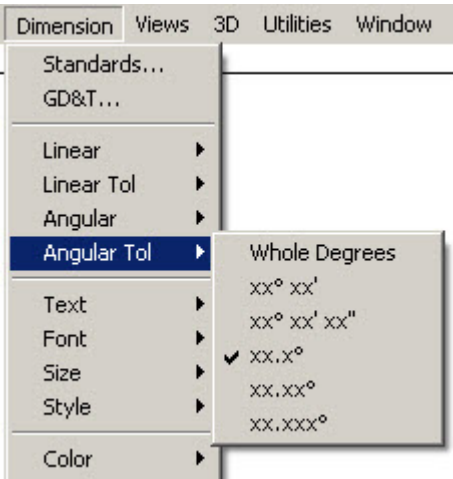 Dimension Views 3D Utilities Window
Standards...
GD&T...
Linear
Linear Tol
Angular
Angular Tol
Whole Degrees
xx° xx'
xx° xx' xx"
xx.x°
xx.xx°
xx.xxx°
Text
Font
Size
Style
Color